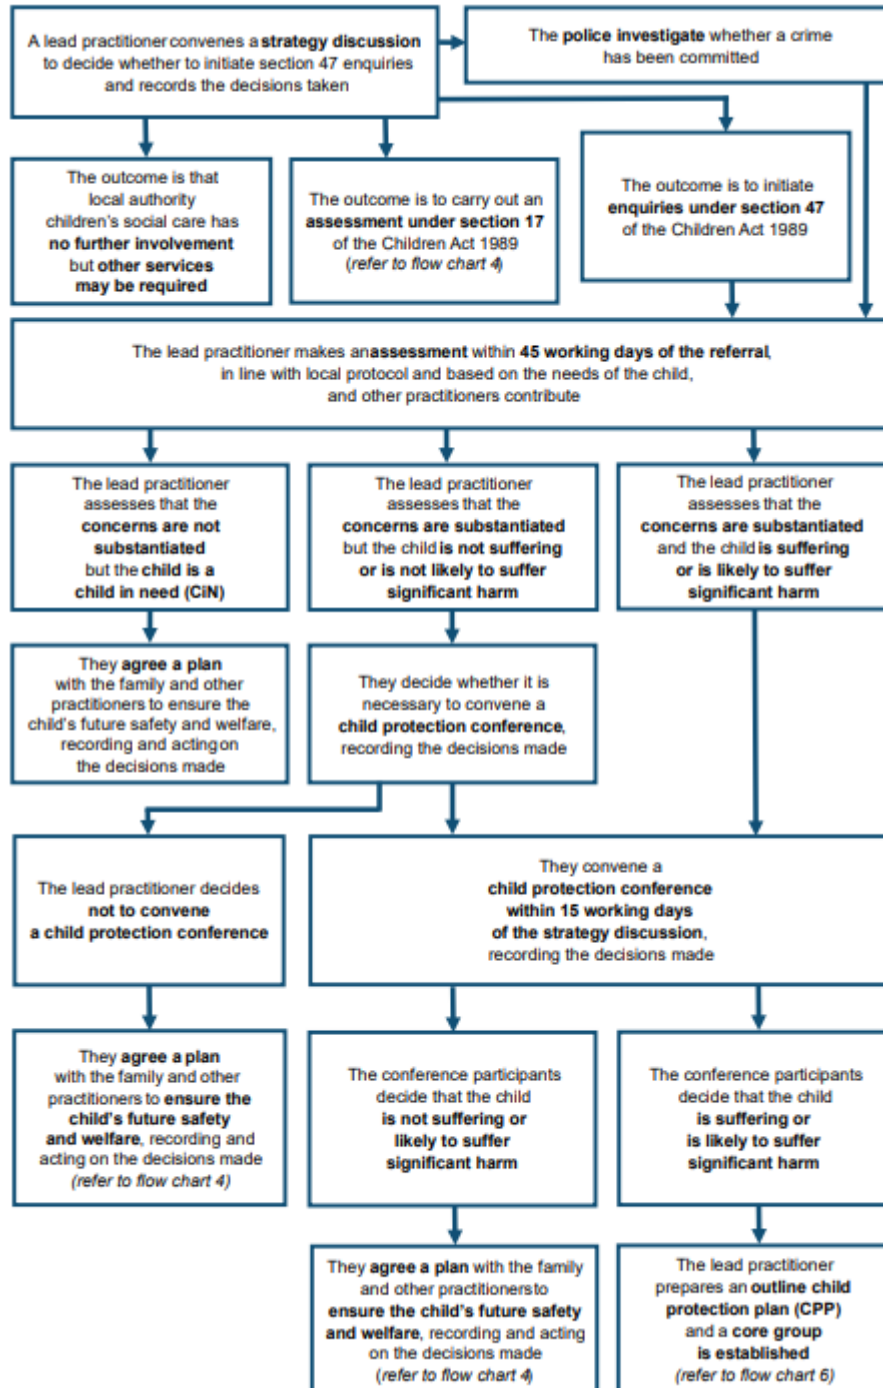 A lead practitioner convenes a strategy discussion
to decide whether to initiate section 47 enquiries
and records the decisions taken
The police investigate whether a crime
has been committed
The outcome is that
local authority
children's social care has
no further involvement
but other services
may be required
The outcome is to carry out an
assessment under section 17
of the Children Act 1989
(refer to flow chart 4)
The outcome is to initiate
enquiries under section 47
of the Children Act 1989
The lead practitioner makes anassessment within 45 working days of the referral,
in line with local protocol and based on the needs of the child,
and other practitioners contribute
The lead practitioner
assesses that the
concerns are not
substantiated
but the child is a
child in need (CiN)
The lead practitioner
assesses that the
concerns are substantiated
but the child is not suffering
or is not likely to suffer
significant harm
The lead practitioner
assesses that the
concerns are substantiated
and the child is suffering
or is likely to suffer
significant harm
They agree a plan
with the family and other
practitioners to ensure the
child's future safety and welfare,
recording and actingon
the decisions made
They decide whether it is
necessary to convene a
child protection conference,
recording the decisions made
The lead practitioner decides
not to convene
a child protection conference
They convene a
child protection conference
within 15 working days
of the strategy discussion,
recording the decisions made
They agree a plan
with the family and other
practitioners to ensure the
child's future safety
and welfare, recording and
acting on the decisions made
(refer to flow chart 4)
The conference participants
decide that the child
is not suffering or
likely to suffer
significant harm
The conference participants
decide that the child
is suffering or
is likely to suffer
significant harm
They agree a plan with the family
and other practitionersto
ensure the child's future safety
and welfare, recording and acting
on the decisions made
(refer to flow chart 4)
The lead practitioner
prepares an outline child
protection plan (CPP)
and a core group
is established
(refer to flow chart 6)